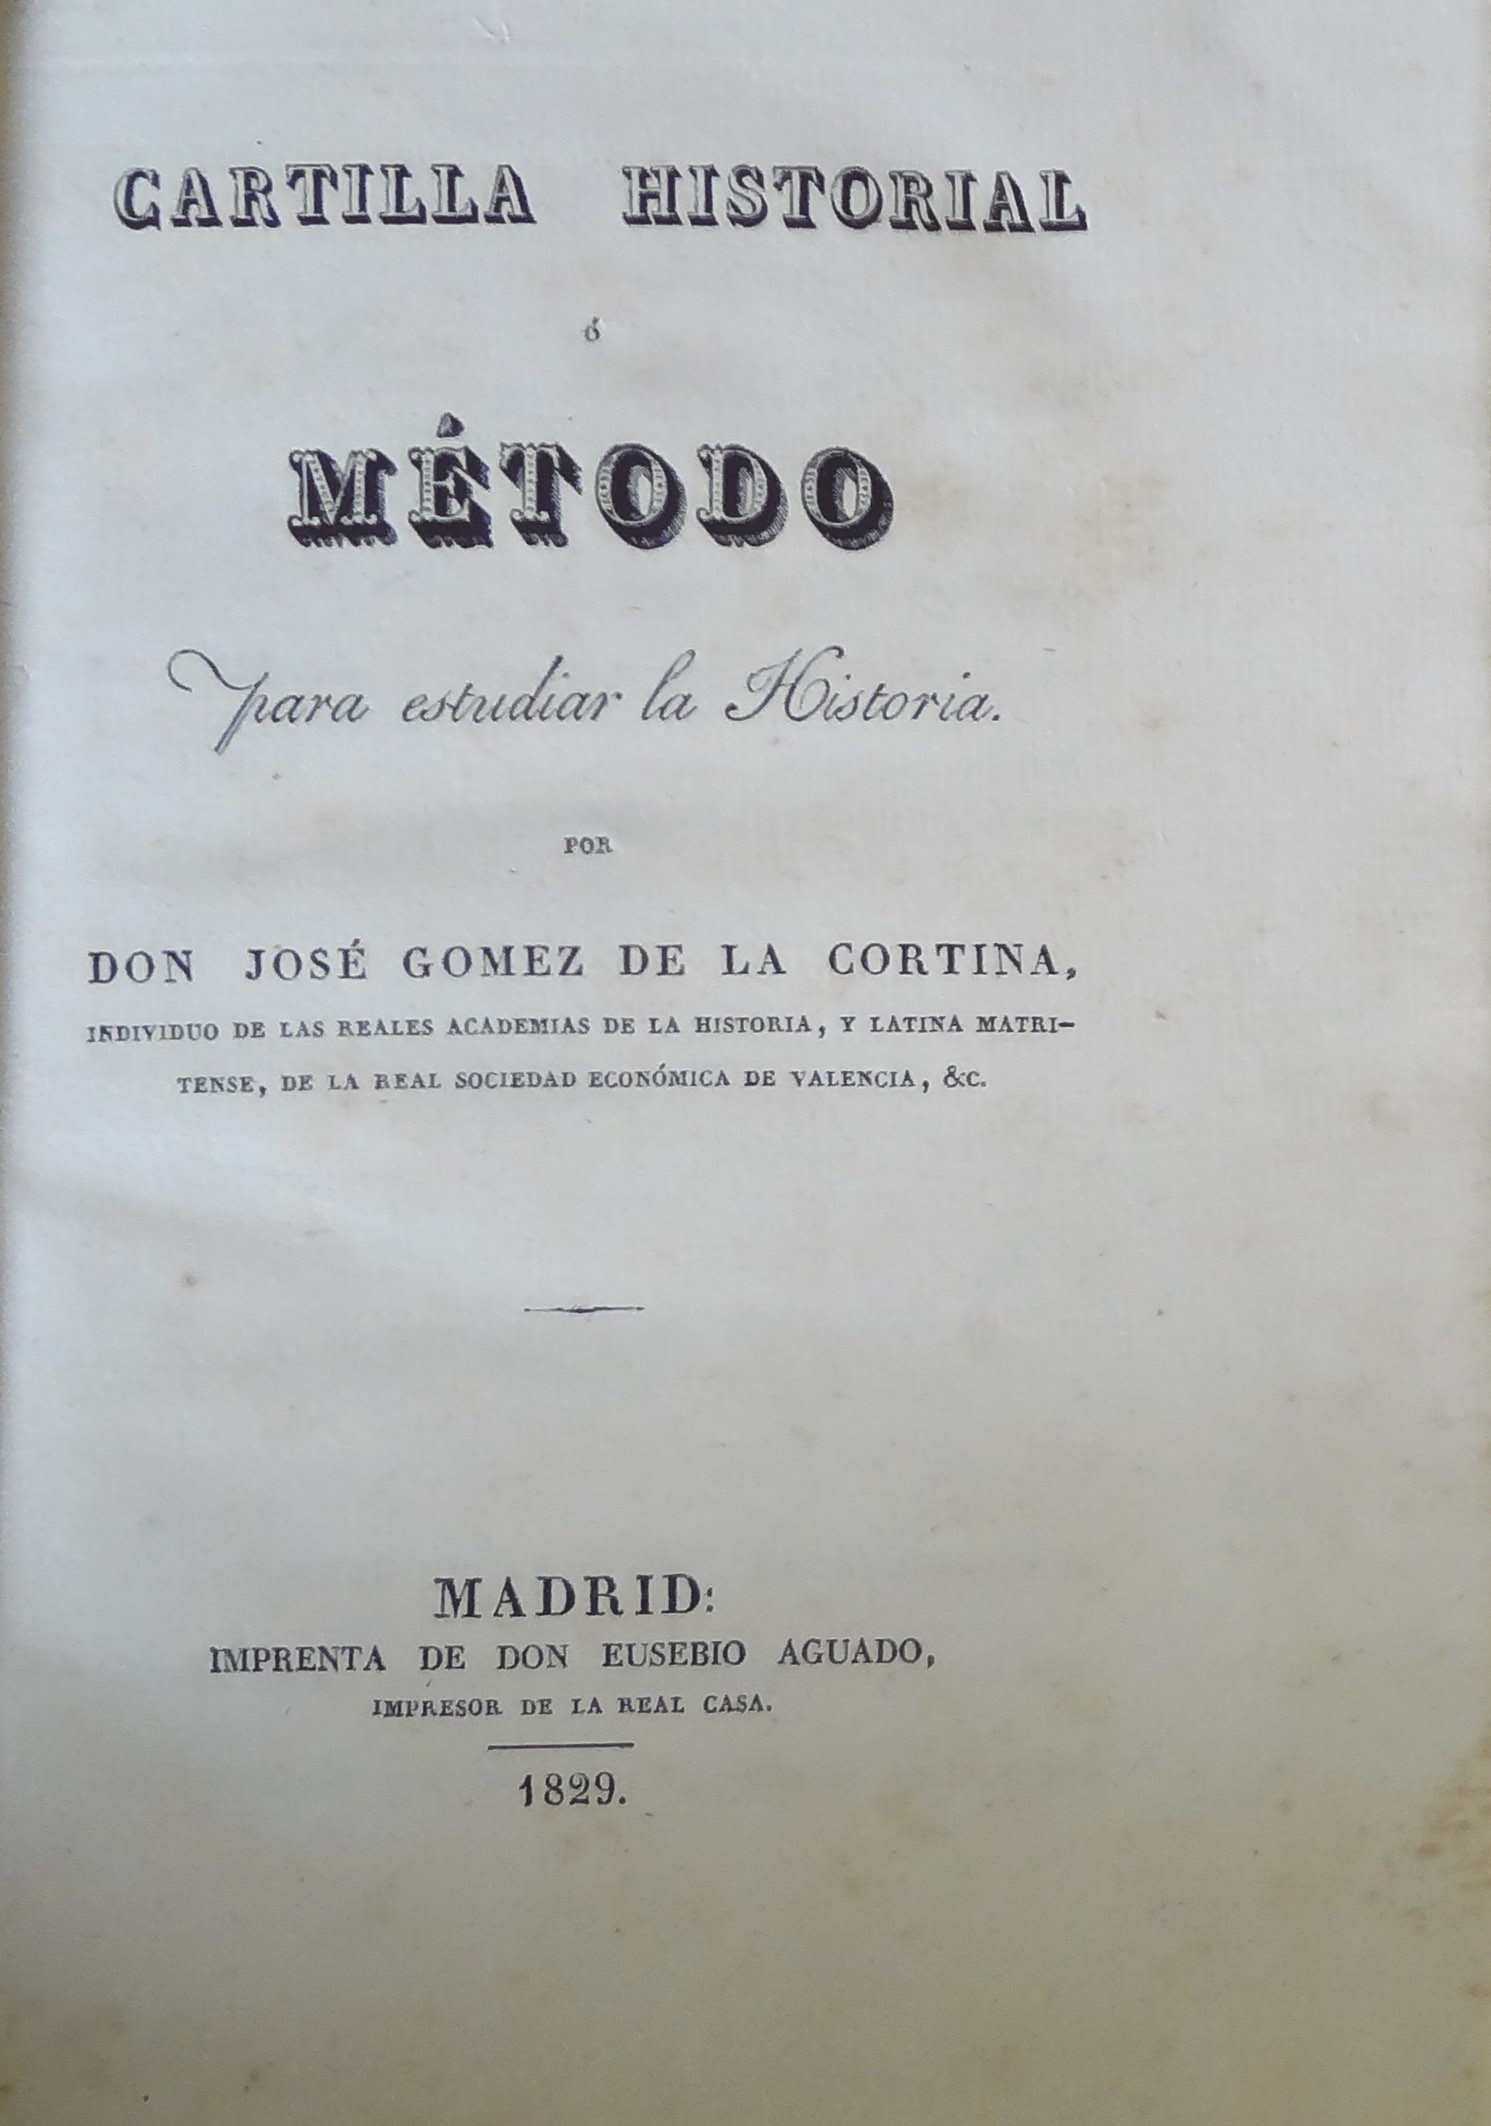 CARTILLA HISTORIAL
ó
MÉTODO
para estudiar la Historia.
POR
DON JOSÉ GOMEZ DE LA CORTINA,
INDIVIDUO DE LAS REALES ACADEMIAS DE LA HISTORIA, Y LATINA MATRI-
TENSE, DE LA REAL SOCIEDAD ECONÓMICA DE VALENCIA, &C.
MADRID:
IMPRENTA DE DON EUSEBIO AGUADO,
IMPRESOR DE LA REAL CASA.
1829.